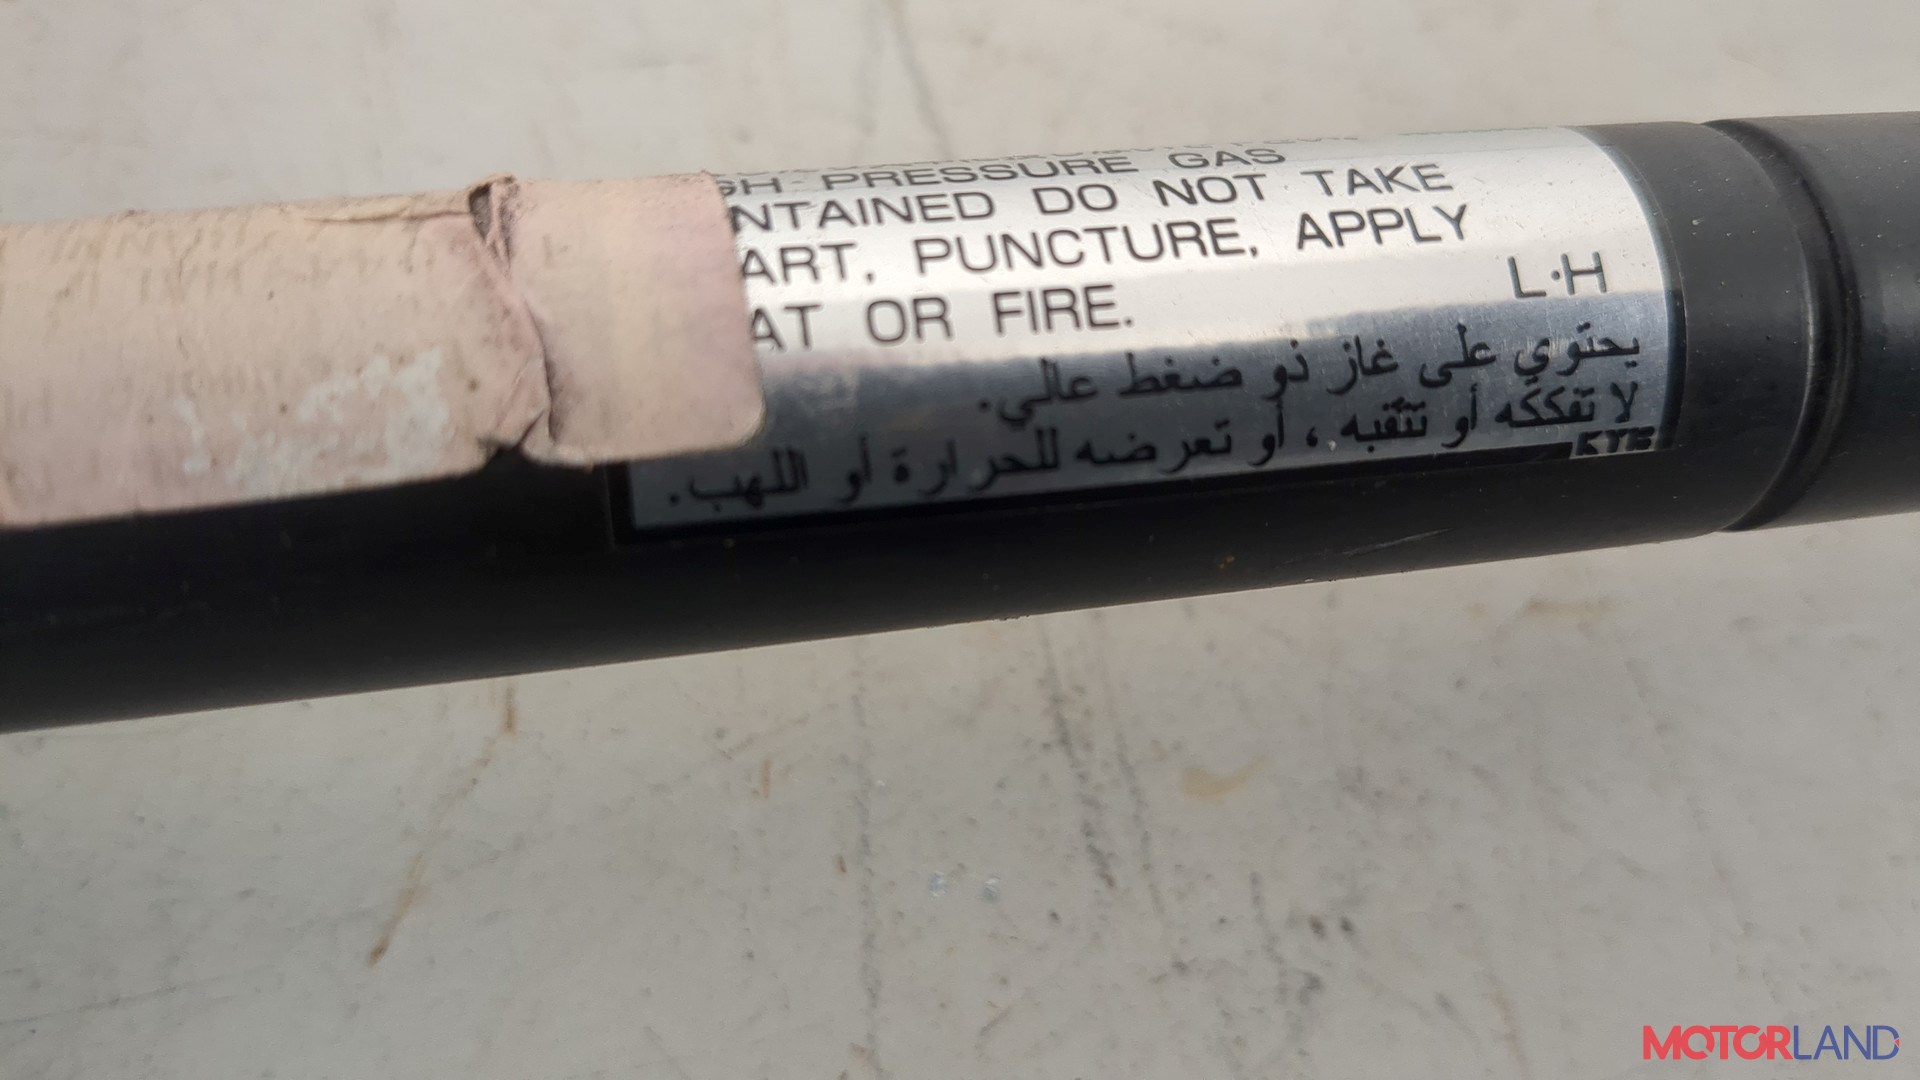 GH-PRESSURE GAS
NTAINED DO NOT TAKE
ART, PUNCTURE, APPLY
AT OR FIRE.
L·H
يحتوي على غاز ذو ضغط عالي.
لا تفككه أو تثقبه ، أو تعرضه للحرارة أو اللهب.
MOTORLAND